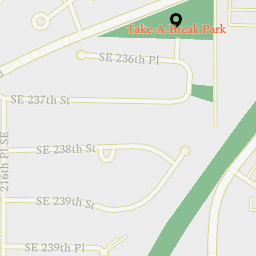 Take-A-Break Park
SE 236th Pl
SE 237th St
SE 238th St
216th Pl SE
SE 239th St
SE 239th Pl